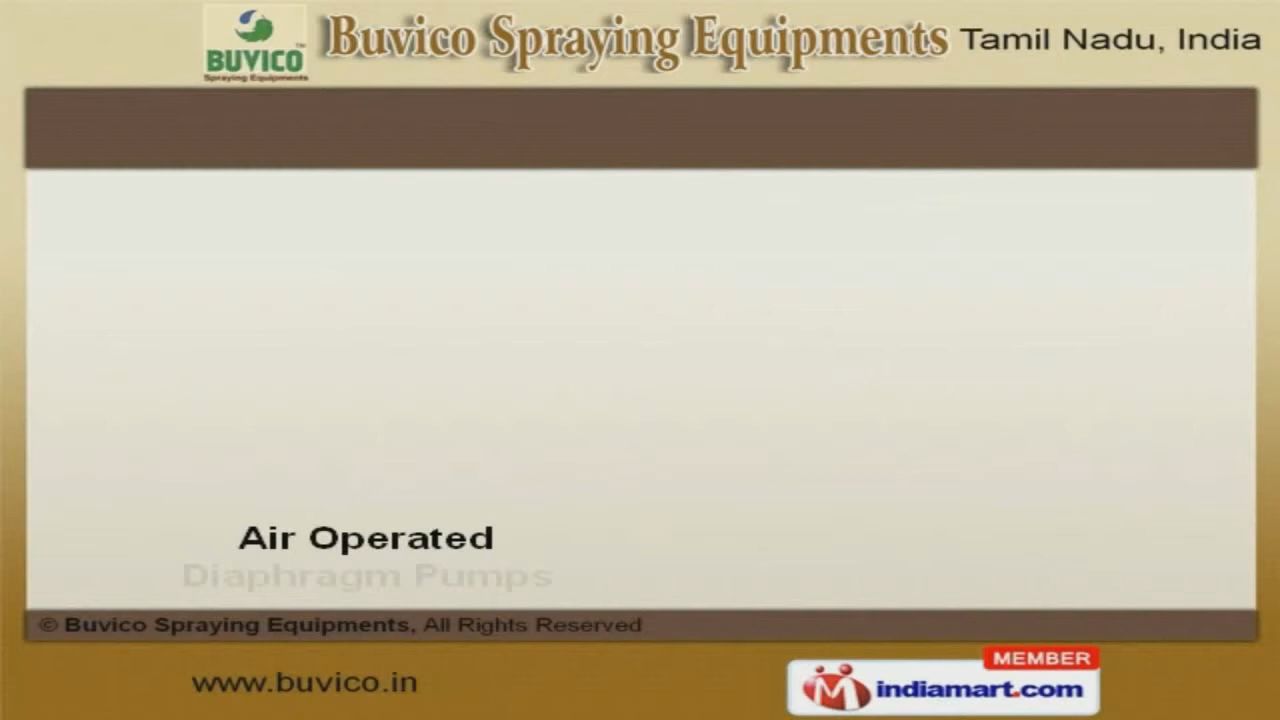 BUVICO
Spraying Equipments
Buvico Spraying Equipments
Tamil Nadu, India
Air Operated
Diaphragm Pumps
© Buvico Spraying Equipments, All Rights Reserved
www.buvico.in
MEMBER
indiamart.com